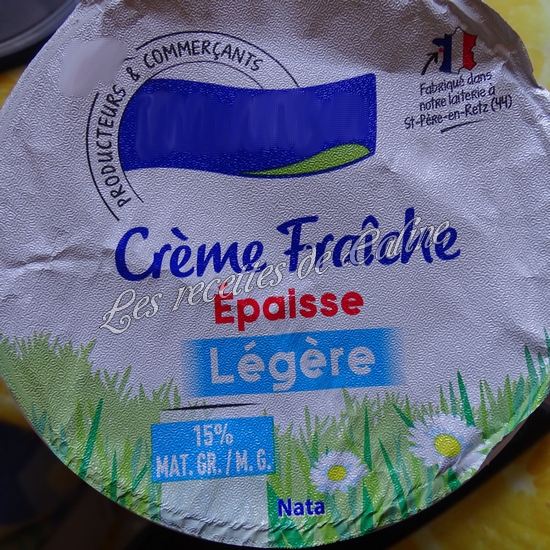 PRODUCTEURS & COMMERÇANTS
Fabriqué dans
notre laiterie à
St-Père-en-Retz (44)
Crème Fraîche
Les recettes de Céline
Épaisse
Légère
15%
MAT. GR. / M. G.
Nata